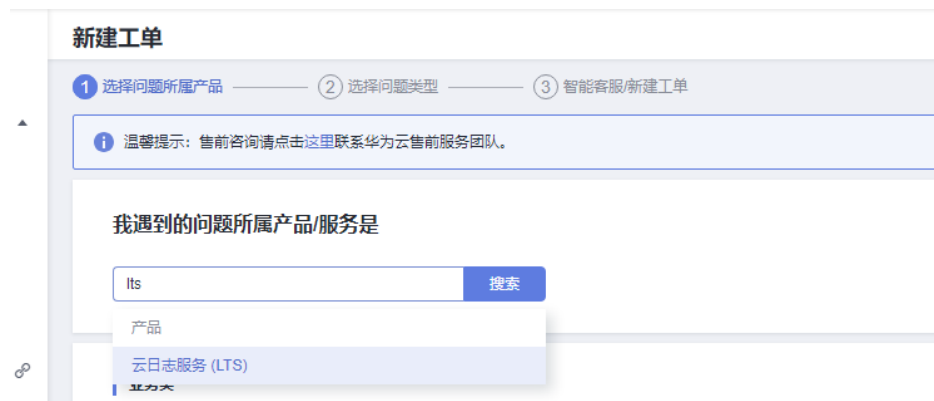 新建工单
1 选择问题所属产品 2 选择问题类型 3 智能客服/新建工单
温馨提示：售前咨询请点击这里联系华为云售前服务团队。
我遇到的问题所属产品/服务是
lts 搜索
产品
云日志服务 (LTS)
业务类